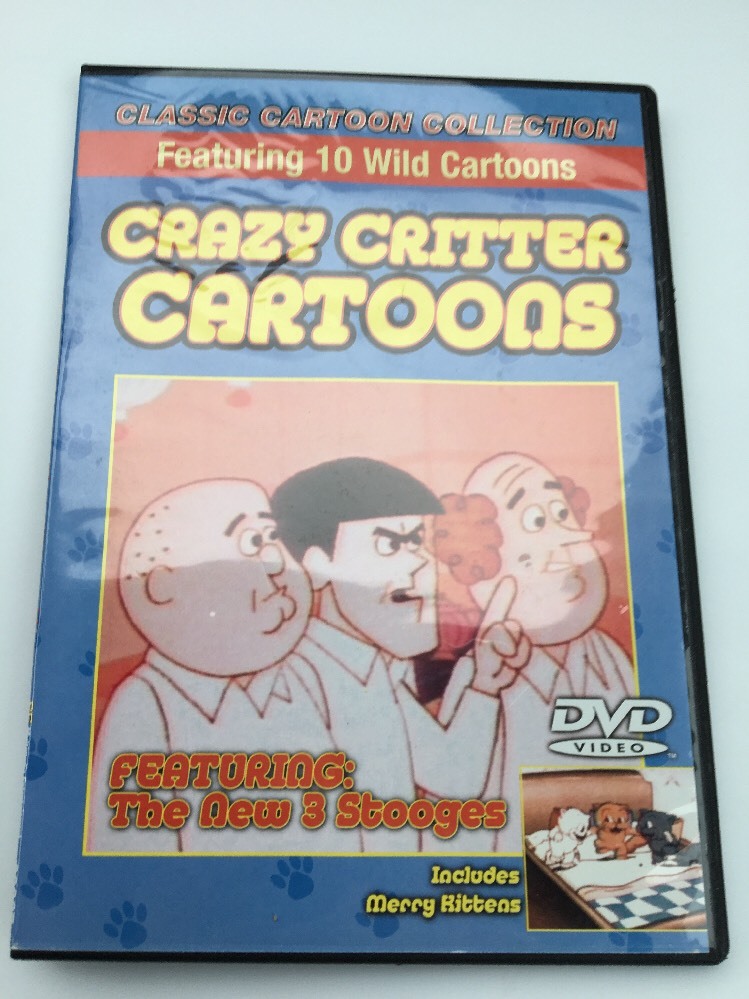 CLASSIC CARTOON COLLECTION
Featuring 10 Wild Cartoons
CRAZY CRITTER
CARTOONS
FEATURING:
The New 3 Stooges
DVD
VIDEO
TM
Includes
Merry Kittens